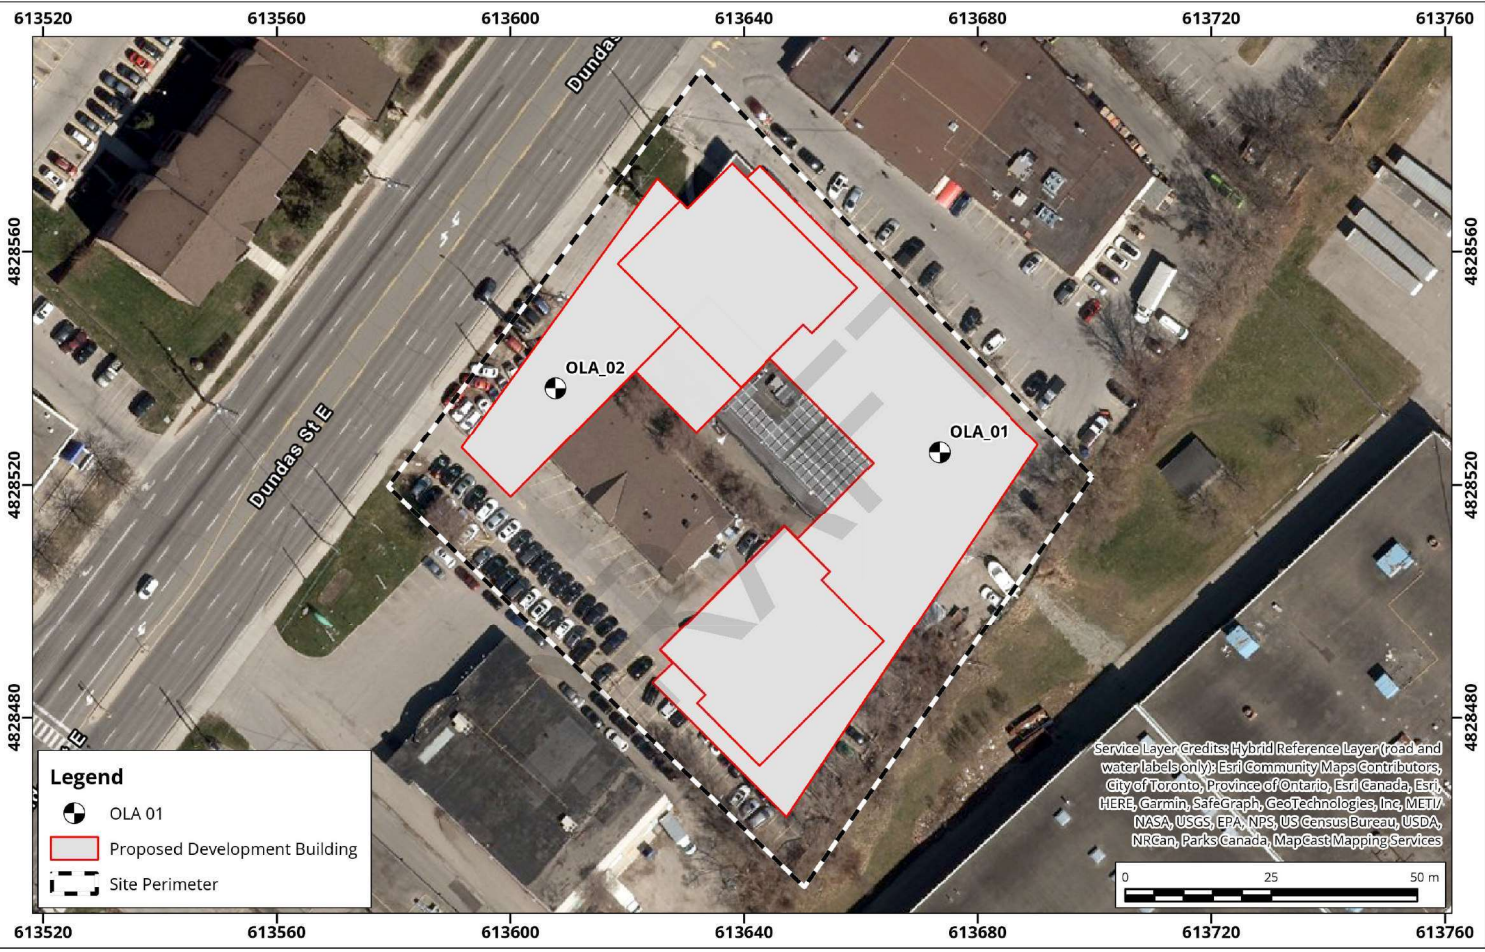 613520 613560 613600 613640 613680 613720 613760
Dundas
4828560
4828560
OLA_02
OLA_01
Dundas St E
4828520
4828520
4828480
4828480
E
Legend
OLA 01
Proposed Development Building
Site Perimeter
Service Layer Credits: Hybrid Reference Layer (road and
water labels only): Esri Community Maps Contributors,
City of Toronto, Province of Ontario, Esri Canada, Esri,
HERE, Garmin, SafeGraph, GeoTechnologies, Inc, METI/
NASA, USGS, EPA, NPS, US Census Bureau, USDA,
NRCan, Parks Canada, MapCast Mapping Services
0 25 50 m
613520 613560 613600 613640 613680 613720 613760